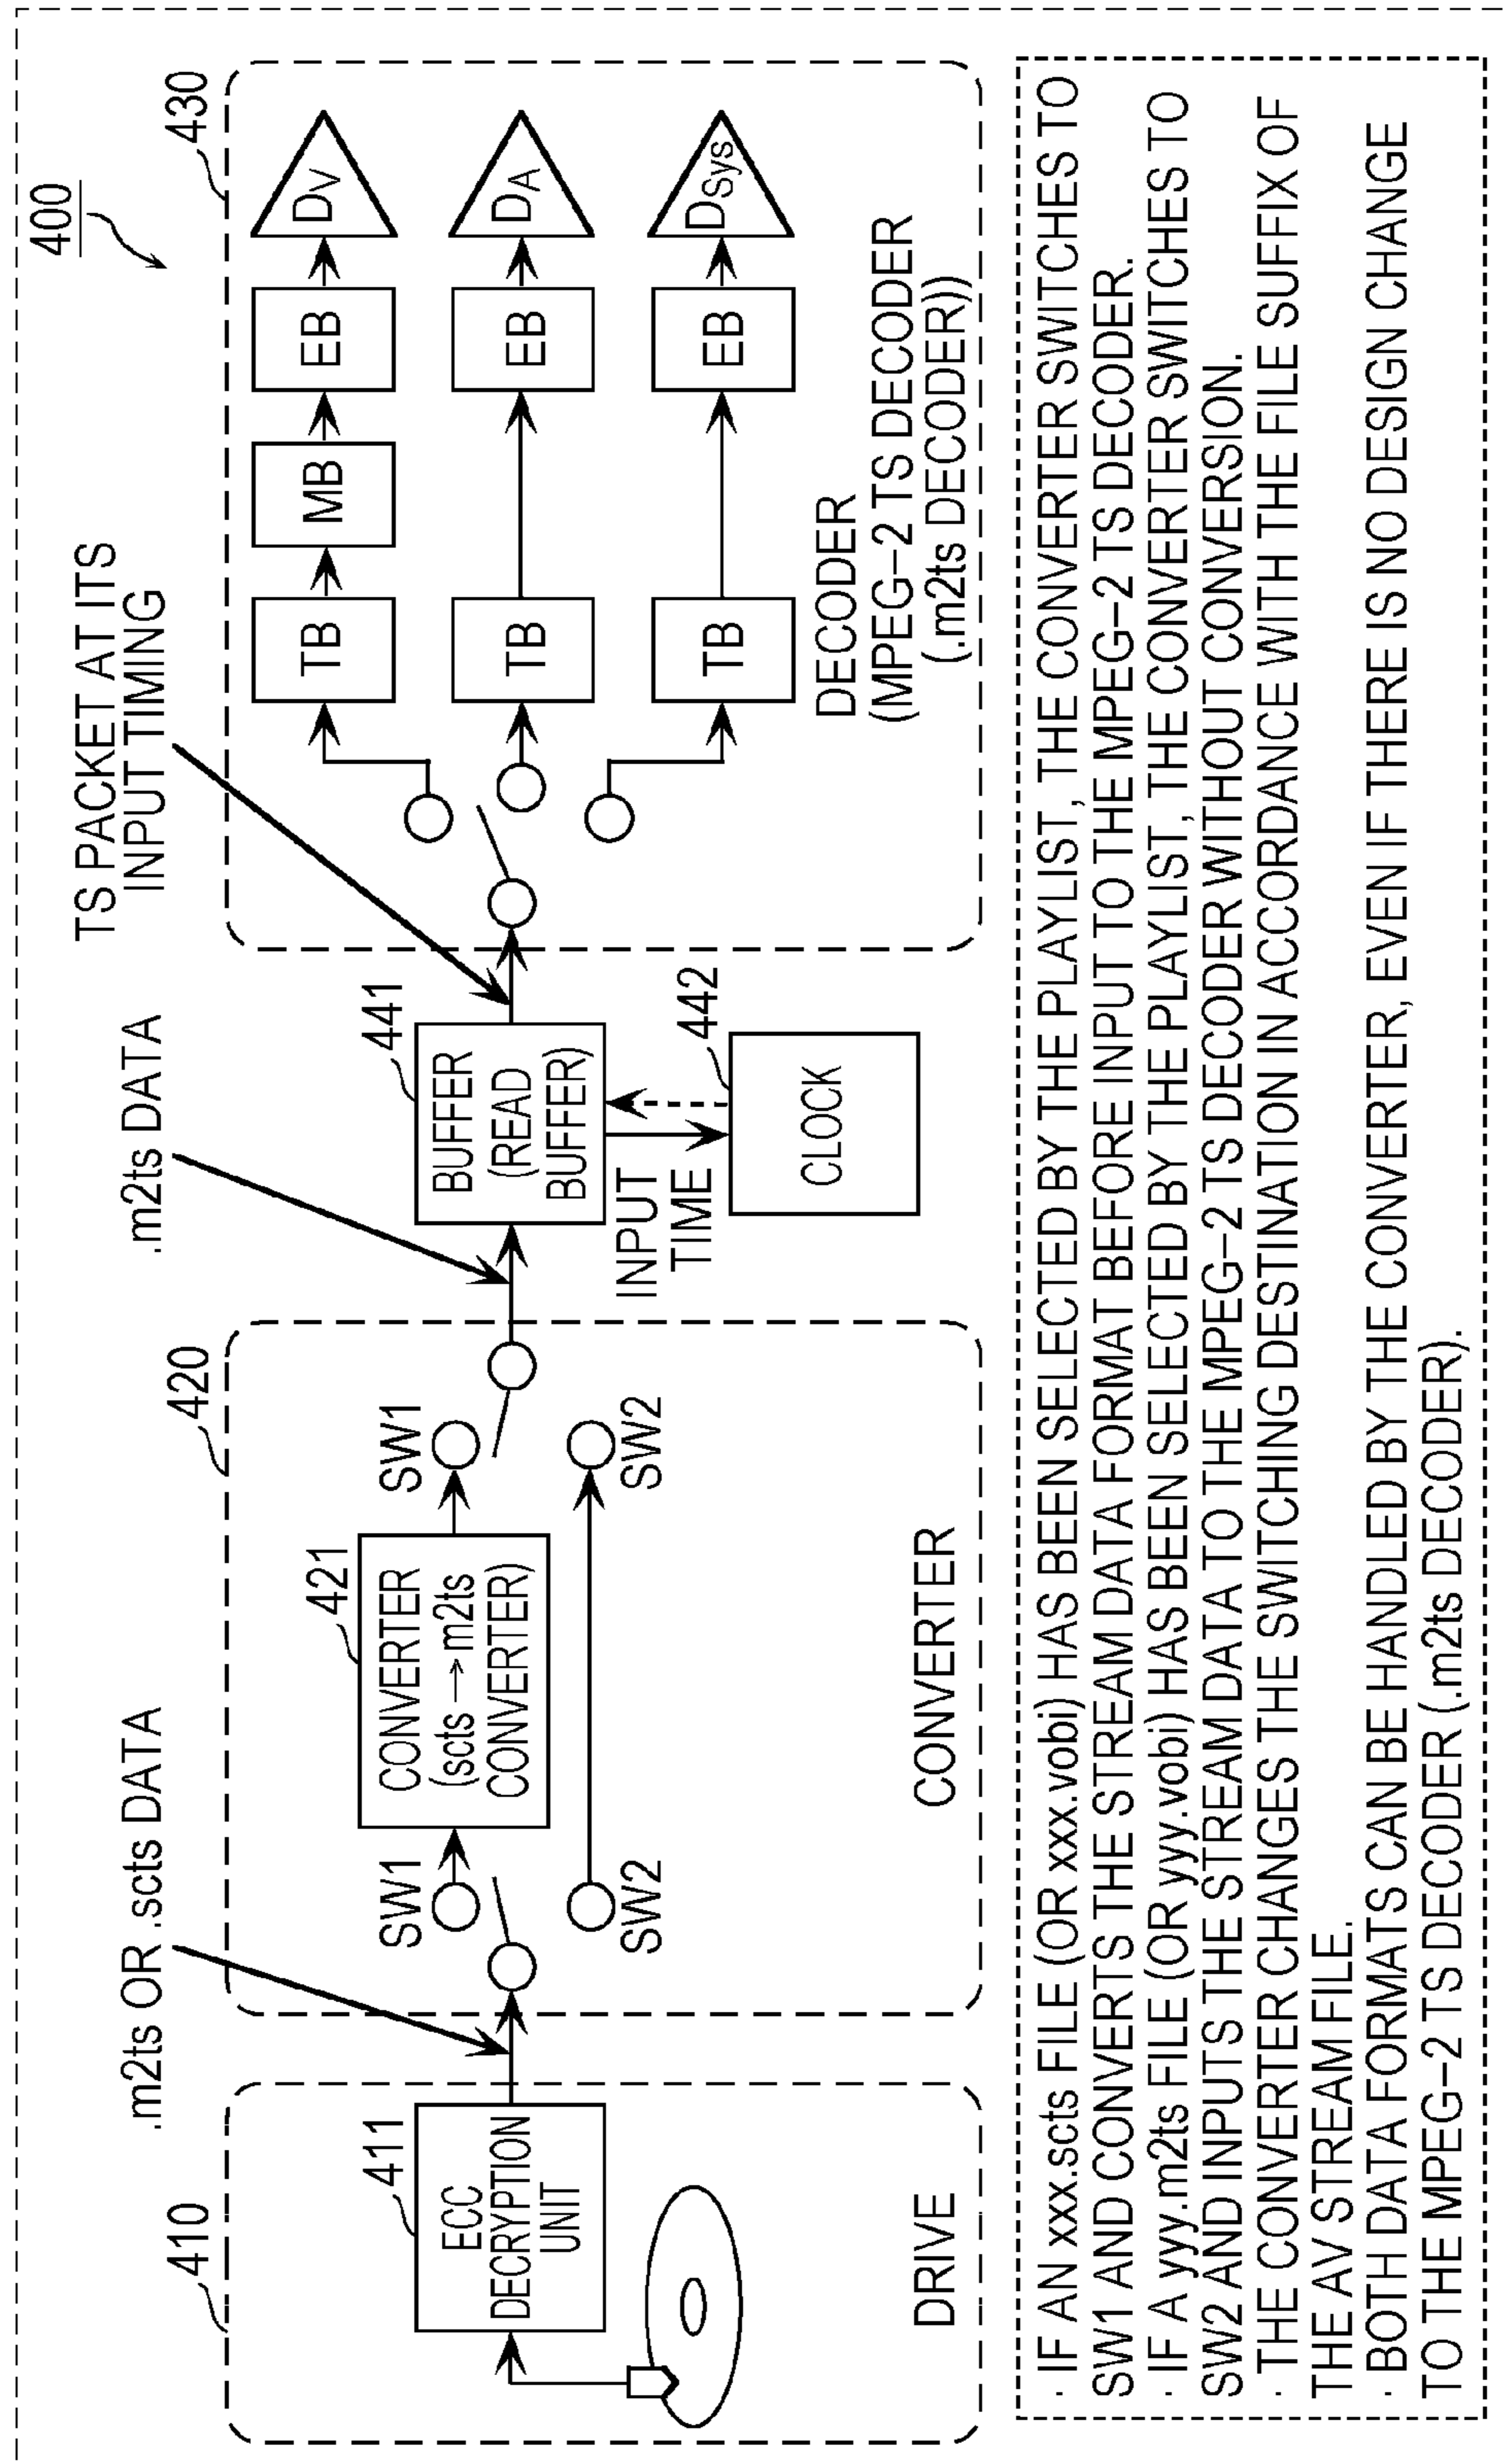 400
410
411
ECC
DECRYPTION
UNIT
DRIVE
.m2ts OR .scts DATA
420
SW1
421
CONVERTER
(scts→m2ts
CONVERTER)
SW1
SW2
SW2
CONVERTER
.m2ts DATA
441
BUFFER
(READ
BUFFER)
INPUT
TIME
442
CLOCK
TS PACKET AT ITS
INPUT TIMING
430
TB
MB
EB
DV
TB
EB
DA
TB
EB
DSys
DECODER
(MPEG-2 TS DECODER
(.m2ts DECODER))
· IF AN xxx.scts FILE (OR xxx.vobi) HAS BEEN SELECTED BY THE PLAYLIST, THE CONVERTER SWITCHES TO
SW1 AND CONVERTS THE STREAM DATA FORMAT BEFORE INPUT TO THE MPEG-2 TS DECODER.
· IF A yyy.m2ts FILE (OR yyy.vobi) HAS BEEN SELECTED BY THE PLAYLIST, THE CONVERTER SWITCHES TO
SW2 AND INPUTS THE STREAM DATA TO THE MPEG-2 TS DECODER WITHOUT CONVERSION.
· THE CONVERTER CHANGES THE SWITCHING DESTINATION IN ACCORDANCE WITH THE FILE SUFFIX OF
THE AV STREAM FILE.
· BOTH DATA FORMATS CAN BE HANDLED BY THE CONVERTER, EVEN IF THERE IS NO DESIGN CHANGE
TO THE MPEG-2 TS DECODER (.m2ts DECODER).